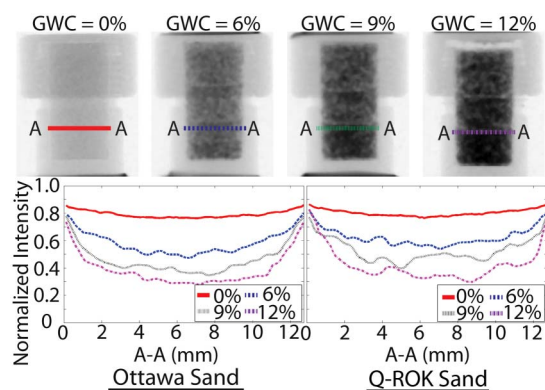 GWC = 0% GWC = 6% GWC = 9% GWC = 12%
A A A A A A A A
Normalized Intensity
1.0
0.8
0.6
0.4
0.2
0
0% 6%
9% 12%
0% 6%
9% 12%
0 2 4 6 8 10 12 0 2 4 6 8 10 12
A-A (mm) A-A (mm)
Ottawa Sand Q-ROK Sand